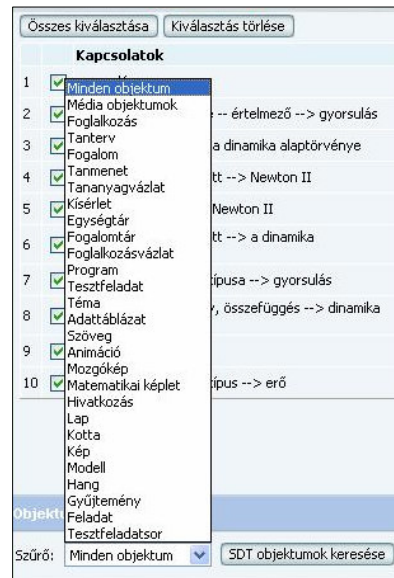 Összes kiválasztása Kiválasztás törlése
Kapcsolatok
1
2 -- értelmező --> gyorsulás
3 a dinamika alaptörvénye
4 tt --> Newton II
5 Newton II
6 tt --> a dinamika
7 típusa --> gyorsulás
8 , összefüggés --> dinamika
9
10 ípus --> erő
Minden objektum
Média objektumok
Foglalkozás
Tanterv
Fogalom
Tanmenet
Tananyagvázlat
Kísérlet
Egységtár
Fogalomtár
Foglalkozásvázlat
Program
Tesztfeladat
Téma
Adattáblázat
Szöveg
Animáció
Mozgókép
Matematikai képlet
Hivatkozás
Lap
Kotta
Kép
Modell
Hang
Gyűjtemény
Feladat
Tesztfeladatsor
Szűrő: Minden objektum SDT objektumok keresése